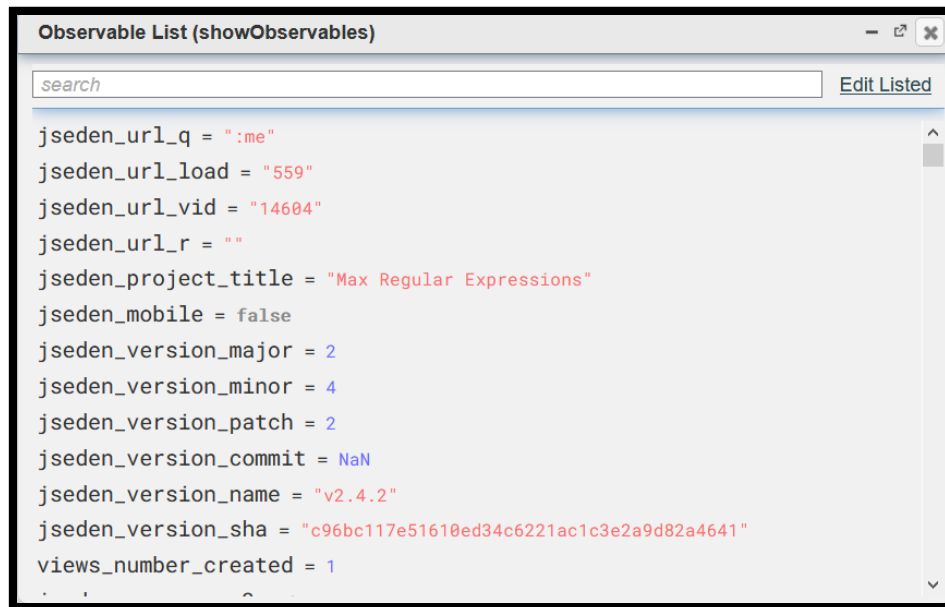 Observable List (showObservables)
search
Edit Listed
jseden_url_q = ":me"
jseden_url_load = "559"
jseden_url_vid = "14604"
jseden_url_r = ""
jseden_project_title = "Max Regular Expressions"
jseden_mobile = false
jseden_version_major = 2
jseden_version_minor = 4
jseden_version_patch = 2
jseden_version_commit = NaN
jseden_version_name = "v2.4.2"
jseden_version_sha = "c96bc117e51610ed34c6221ac1c3e2a9d82a4641"
views_number_created = 1